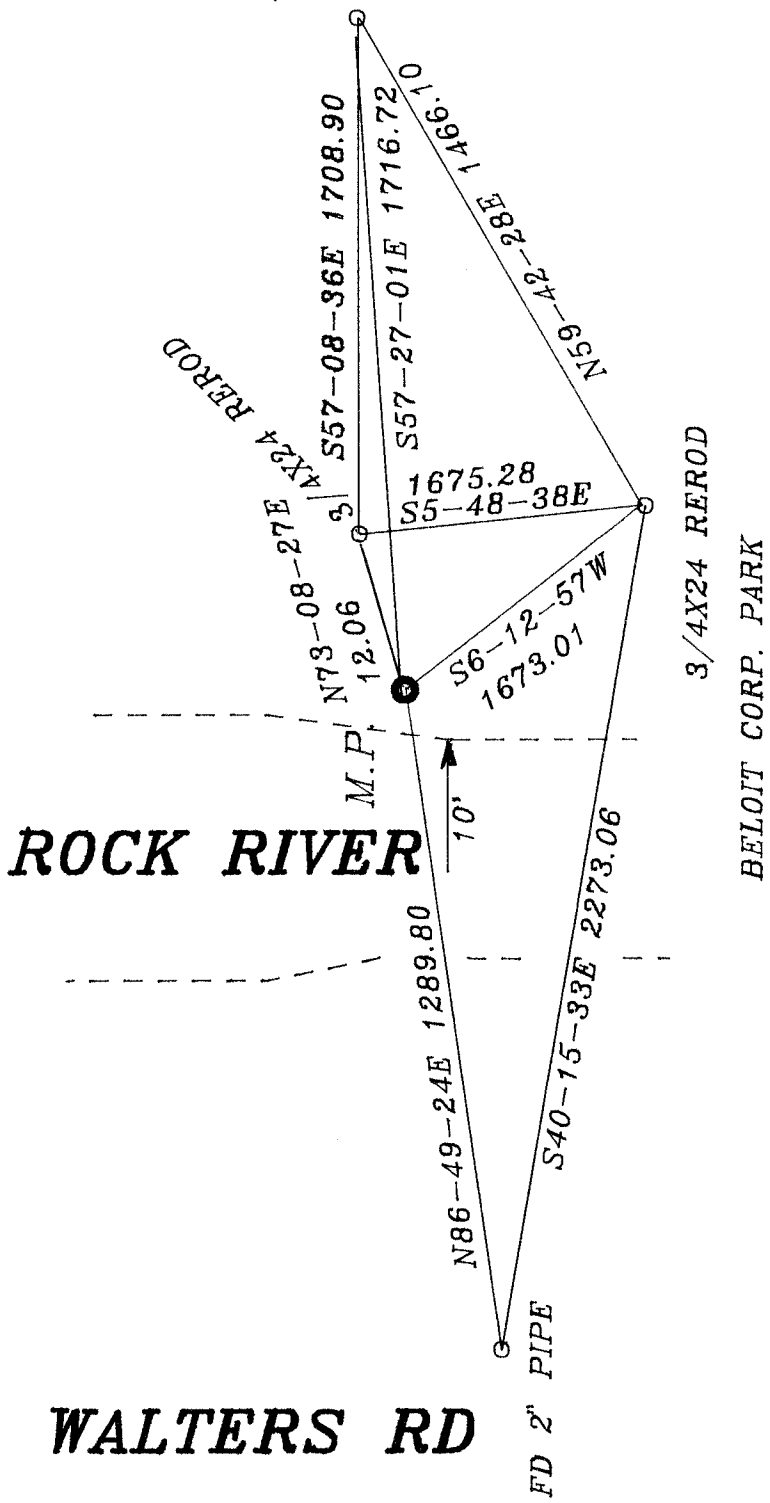 S57-08-36E 1708.90
S57-27-01E 1716.72
N59-42-28E 1466.10
3/4X24 REROD
N73-08-27E
12.06
1675.28
S5-48-38E
S6-12-57W
1673.01
3/4X24 REROD
BELOIT CORP. PARK
M.P.
10'
ROCK RIVER
N86-49-24E 1289.80
S40-15-33E 2273.06
FD 2" PIPE
WALTERS RD